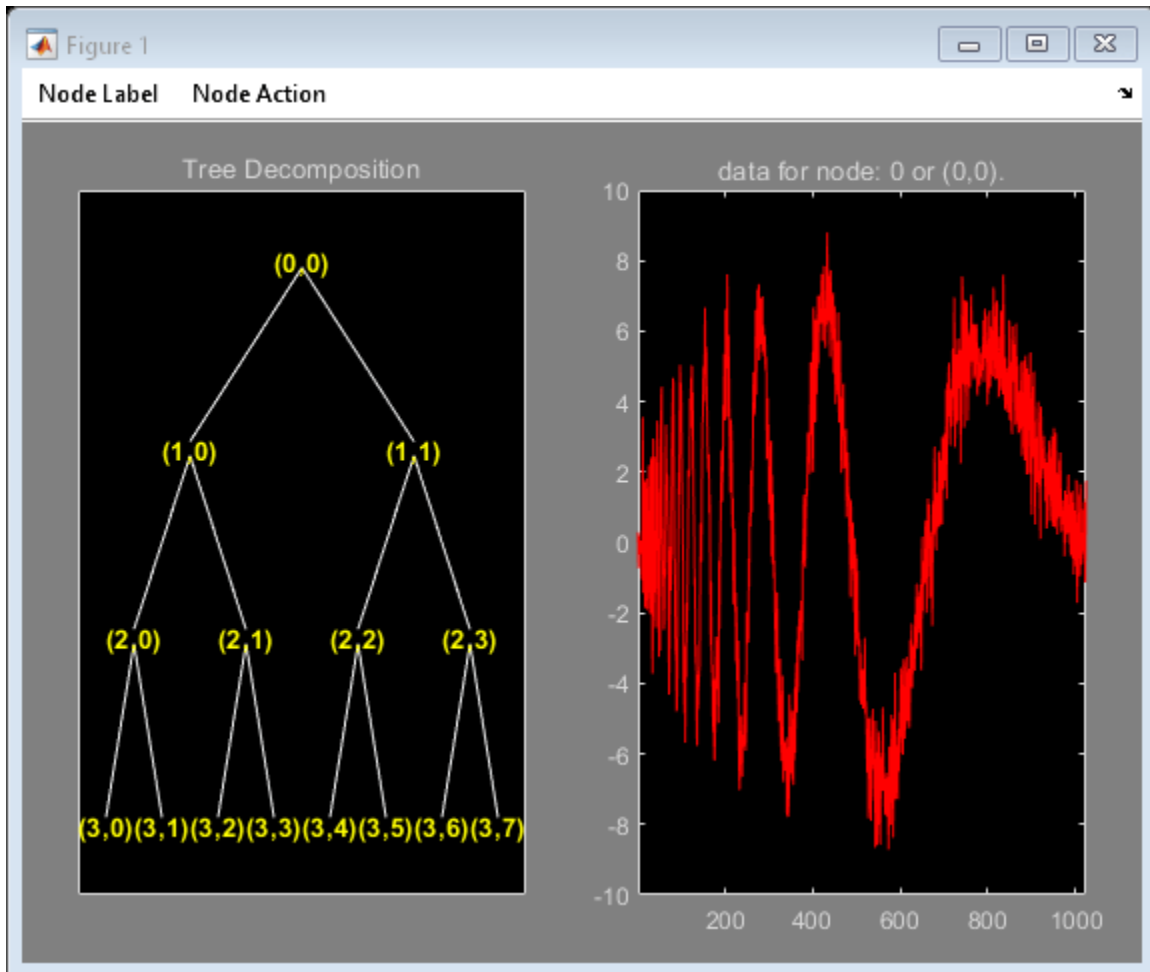 Figure 1
Node Label Node Action
Tree Decomposition
(0,0)
(1,0) (1,1)
(2,0) (2,1) (2,2) (2,3)
(3,0)(3,1)(3,2)(3,3)(3,4)(3,5)(3,6)(3,7)
data for node: 0 or (0,0).
10
8
6
4
2
0
-2
-4
-6
-8
-10
200 400 600 800 1000